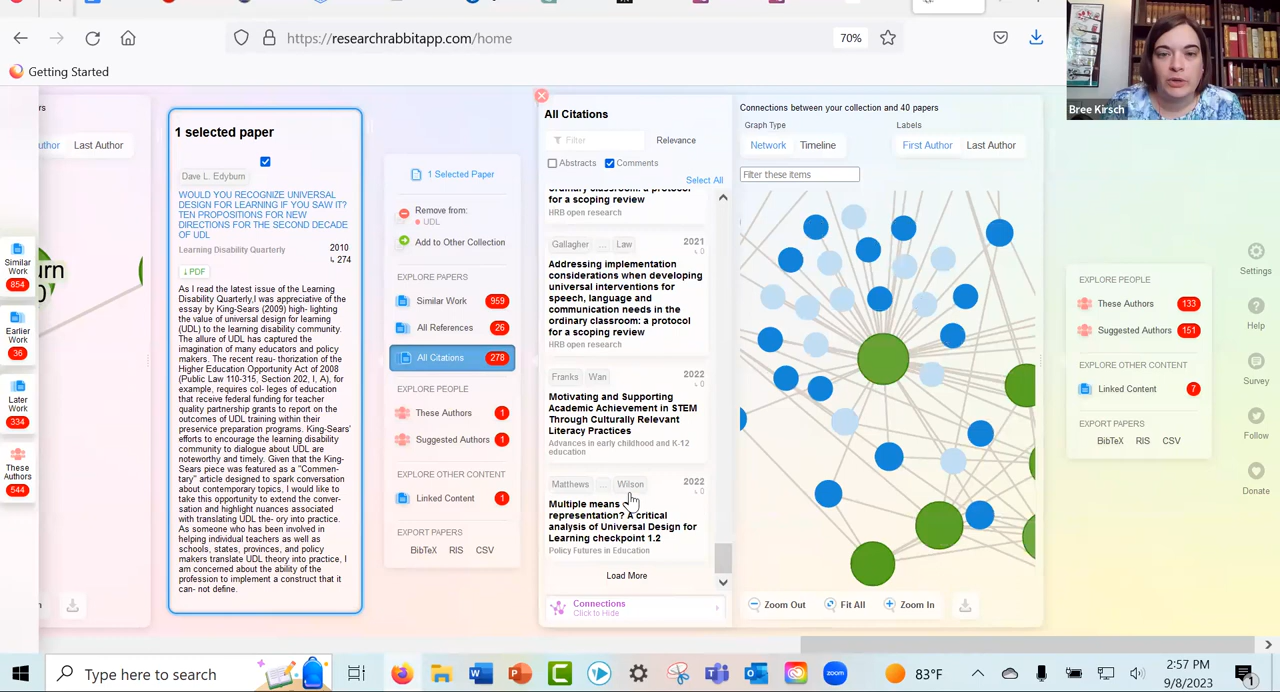 https://researchrabbitapp.com/home
70%
Getting Started
Bree Kirsch
Last Author
Similar
Work
854
Earlier
Work
36
Later
Work
334
These
Authors
544
1 selected paper
Dave L. Edyburn
WOULD YOU RECOGNIZE UNIVERSAL
DESIGN FOR LEARNING IF YOU SAW IT?
TEN PROPOSITIONS FOR NEW
DIRECTIONS FOR THE SECOND DECADE
OF UDL
Learning Disability Quarterly
2010
274
↓ PDF
As I read the latest issue of the Learning
Disability Quarterly,I was appreciative of the
essay by King-Sears (2009) high- lighting
the value of universal design for learning
(UDL) to the learning disability community.
The allure of UDL has captured the
imagination of many educators and policy
makers. The recent reau- thorization of the
Higher Education Opportunity Act of 2008
(Public Law 110-315, Section 202, I, A), for
example, requires col- leges of education
that receive federal funding for teacher
quality partnership grants to report on the
outcomes of UDL training within their
preservice preparation programs. King-Sears'
efforts to encourage the learning disability
community to dialogue about UDL are
noteworthy and timely. Given that the King-
Sears piece was featured as a "Commen-
tary" article designed to spark conversation
about contemporary topics, I would like to
take this opportunity to extend the conver-
sation and highlight nuances associated
with translating UDL the- ory into practice.
As someone who has been involved in
helping individual teachers as well as
schools, states, provinces, and policy
makers translate UDL theory into practice, I
am concerned about the ability of the
profession to implement a construct that it
can- not define.
1 Selected Paper
Remove from:
UDL
Add to Other Collection
EXPLORE PAPERS
Similar Work 959
All References 26
All Citations 278
EXPLORE PEOPLE
These Authors 1
Suggested Authors 1
EXPLORE OTHER CONTENT
Linked Content 1
EXPORT PAPERS
BibTeX RIS CSV
All Citations
Filter
Relevance
Abstracts Comments
Select All
ordinary classroom: a protocol
for a scoping review
HRB open research
Gallagher ... Law
2021
0
Addressing implementation
considerations when developing
universal interventions for
speech, language and
communication needs in the
ordinary classroom: a protocol
for a scoping review
HRB open research
Franks Wan
2022
0
Motivating and Supporting
Academic Achievement in STEM
Through Culturally Relevant
Literacy Practices
Advances in early childhood and K-12
education
Matthews ... Wilson
2022
0
Multiple means
representation? A critical
analysis of Universal Design for
Learning checkpoint 1.2
Policy Futures in Education
Load More
Connections
Click to Hide
Connections between your collection and 40 papers
Graph Type
Network Timeline
Labels
First Author Last Author
Filter these items
Zoom Out Fit All Zoom In
EXPLORE PEOPLE
These Authors 133
Suggested Authors 151
EXPLORE OTHER CONTENT
Linked Content 7
EXPORT PAPERS
BibTeX RIS CSV
Settings
Help
Survey
Follow
Donate
Type here to search
zoom
83°F
2:57 PM
9/8/2023
1